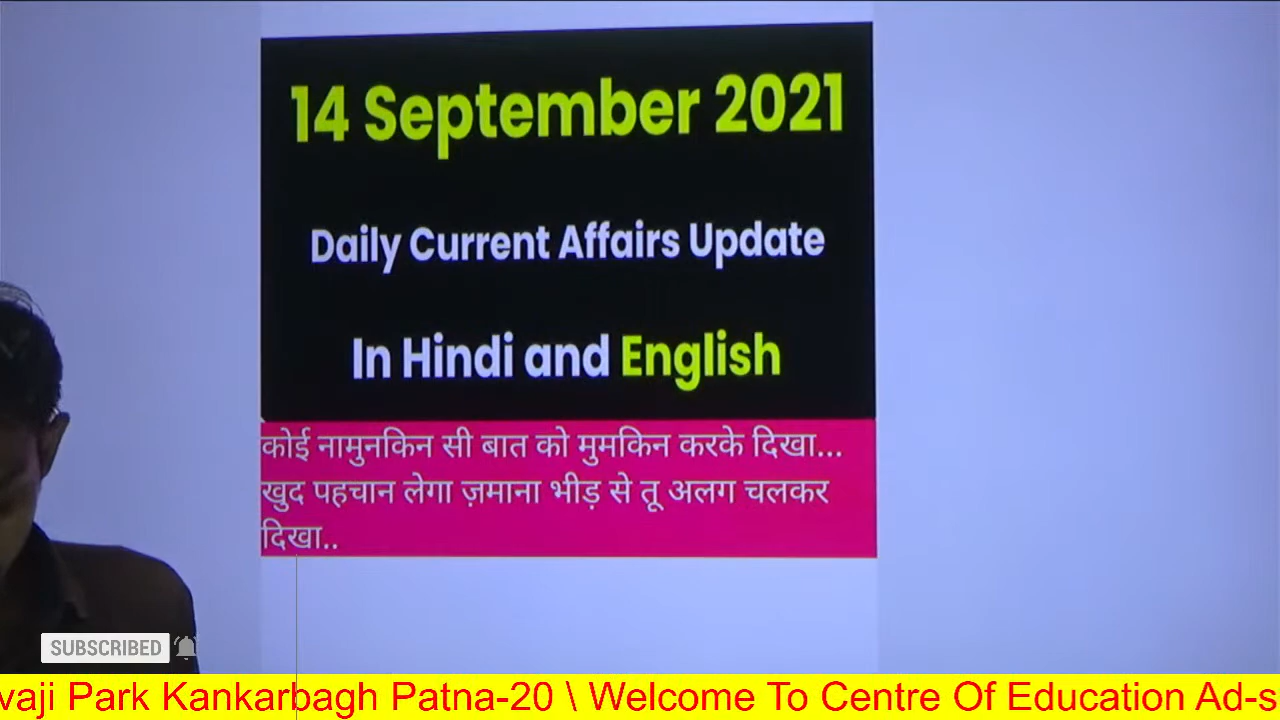 14 September 2021
Daily Current Affairs Update
In Hindi and English
कोई नामुनकिन सी बात को मुमकिन करके दिखा...
खुद पहचान लेगा ज़माना भीड़ से तू अलग चलकर
दिखा..
SUBSCRIBED
vaji Park Kankarbagh Patna-20 \ Welcome To Centre Of Education Ad-s